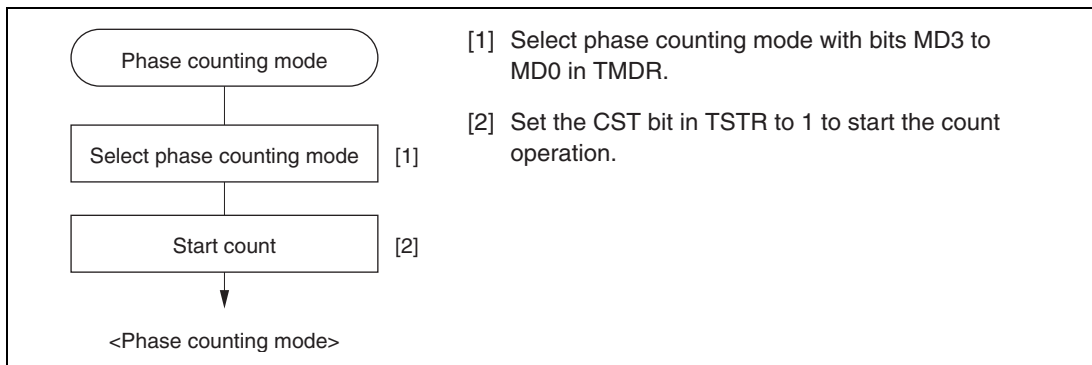 Phase counting mode
Select phase counting mode [1]
Start count [2]
<Phase counting mode>
[1] Select phase counting mode with bits MD3 to
MD0 in TMDR.
[2] Set the CST bit in TSTR to 1 to start the count
operation.